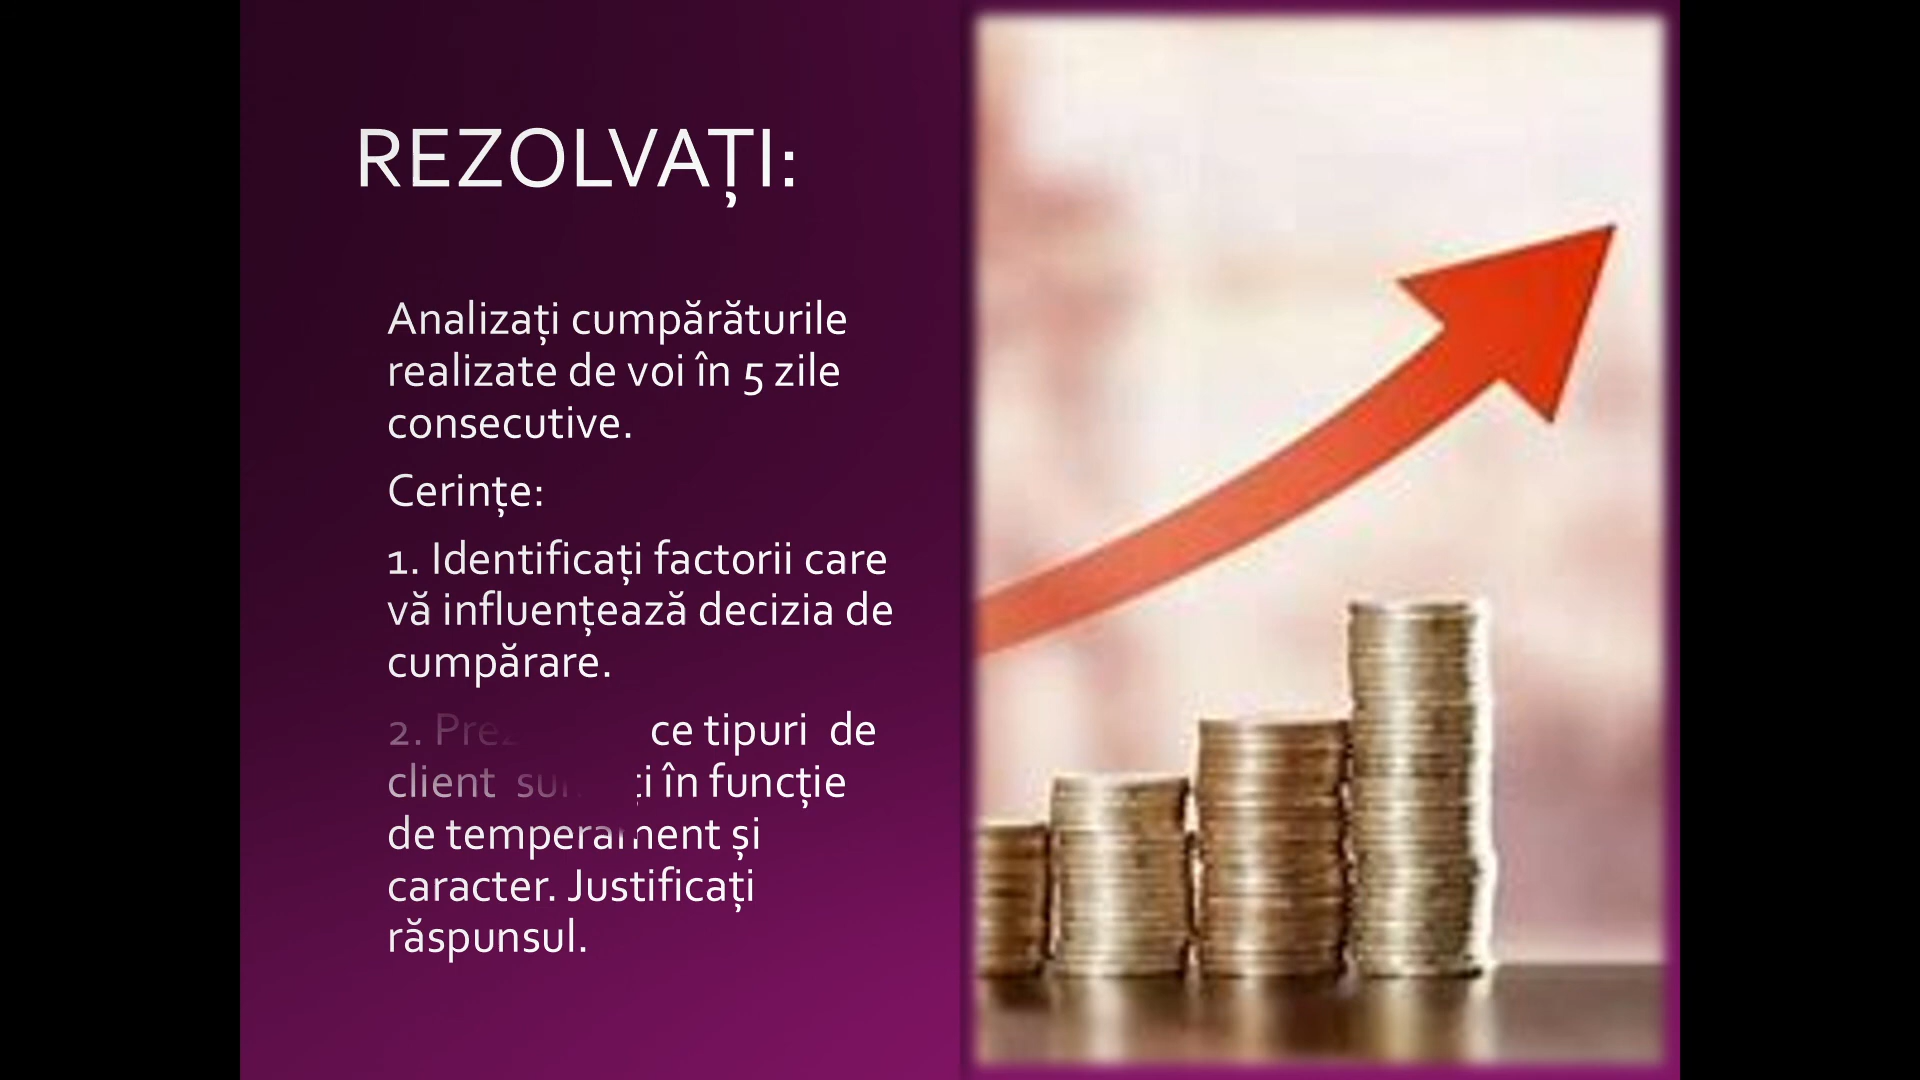 REZOLVAȚI:
Analizați cumpărăturile
realizate de voi în 5 zile
consecutive.
Cerințe:
1. Identificați factorii care
vă influențează decizia de
cumpărare.
2. ce tipuri de
client în funcție
de temperament și
caracter. Justificați
răspunsul.